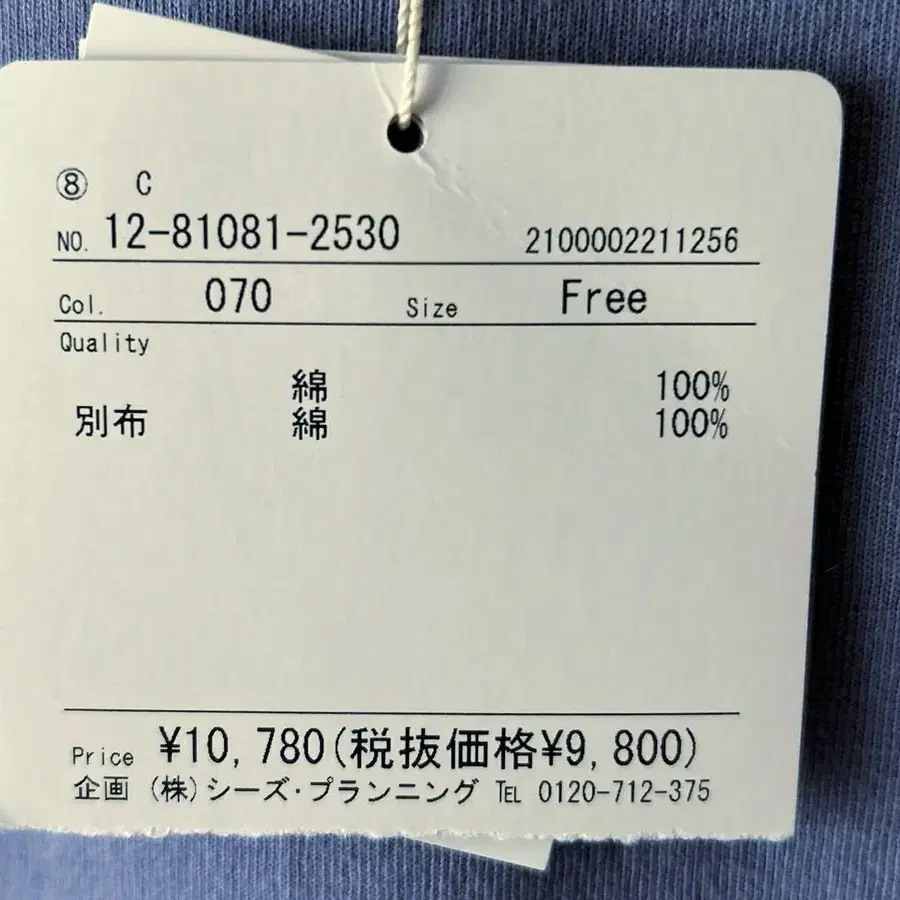 ⑧ C
NO. 12-81081-2530 2100002211256
Col. 070 Size Free
Quality
綿 100%
別布 綿 100%
Price ¥10,780(税抜価格¥9,800)
企画 (株)シーズ・プランニング TEL 0120-712-375